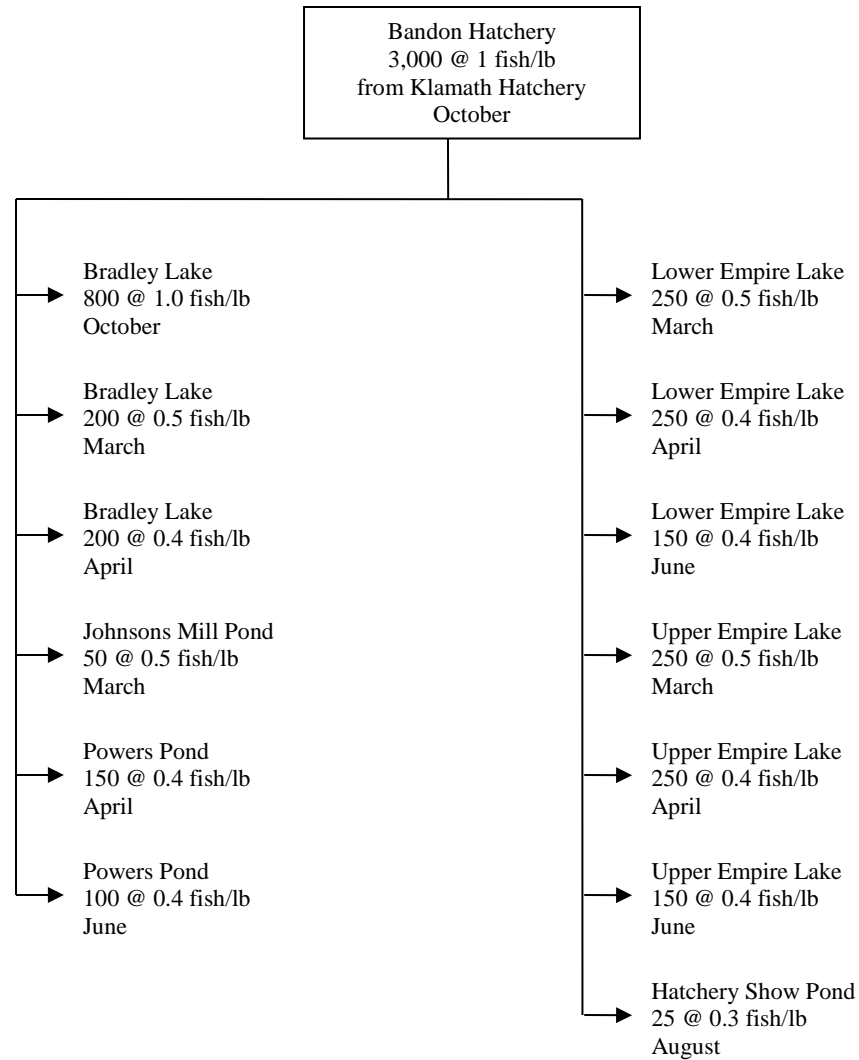 Bandon Hatchery
3,000 @ 1 fish/lb
from Klamath Hatchery
October
Bradley Lake
800 @ 1.0 fish/lb
October
Bradley Lake
200 @ 0.5 fish/lb
March
Bradley Lake
200 @ 0.4 fish/lb
April
Johnsons Mill Pond
50 @ 0.5 fish/lb
March
Powers Pond
150 @ 0.4 fish/lb
April
Powers Pond
100 @ 0.4 fish/lb
June
Lower Empire Lake
250 @ 0.5 fish/lb
March
Lower Empire Lake
250 @ 0.4 fish/lb
April
Lower Empire Lake
150 @ 0.4 fish/lb
June
Upper Empire Lake
250 @ 0.5 fish/lb
March
Upper Empire Lake
250 @ 0.4 fish/lb
April
Upper Empire Lake
150 @ 0.4 fish/lb
June
Hatchery Show Pond
25 @ 0.3 fish/lb
August